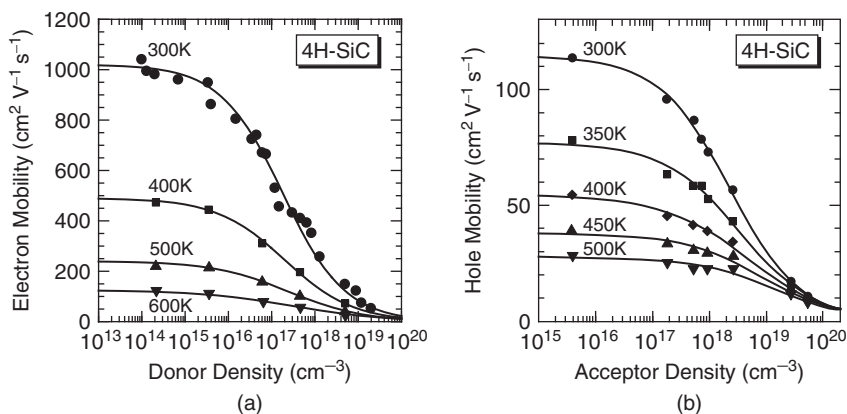 300K
4H-SiC
400K
500K
600K
0
200
400
600
800
1000
1200
Electron Mobility (cm² V⁻¹ s⁻¹)
10¹³ 10¹⁴ 10¹⁵ 10¹⁶ 10¹⁷ 10¹⁸ 10¹⁹ 10²⁰
Donor Density (cm⁻³)
(a)
300K
4H-SiC
350K
400K
450K
500K
0
50
100
Hole Mobility (cm² V⁻¹ s⁻¹)
10¹⁵ 10¹⁶ 10¹⁷ 10¹⁸ 10¹⁹ 10²⁰
Acceptor Density (cm⁻³)
(b)